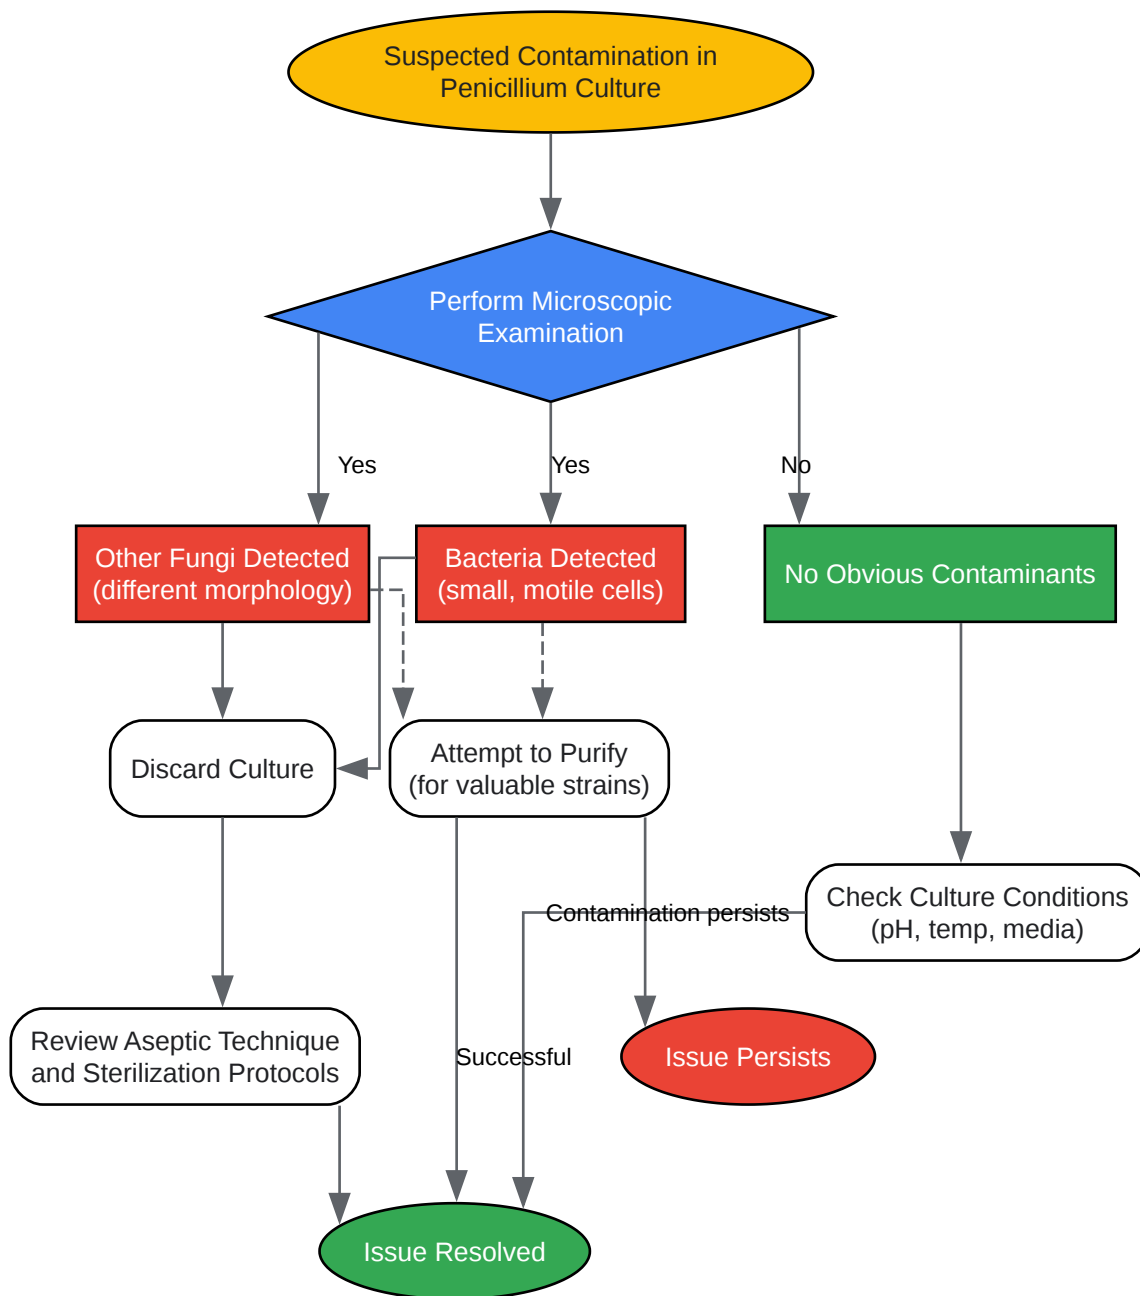 Suspected Contamination in
Penicillium Culture
Perform Microscopic
Examination
Yes
Yes
No
Other Fungi Detected
(different morphology)
Bacteria Detected
(small, motile cells)
No Obvious Contaminants
Discard Culture
Attempt to Purify
(for valuable strains)
Contamination persists
Check Culture Conditions
(pH, temp, media)
Review Aseptic Technique
and Sterilization Protocols
Successful
Issue Persists
Issue Resolved